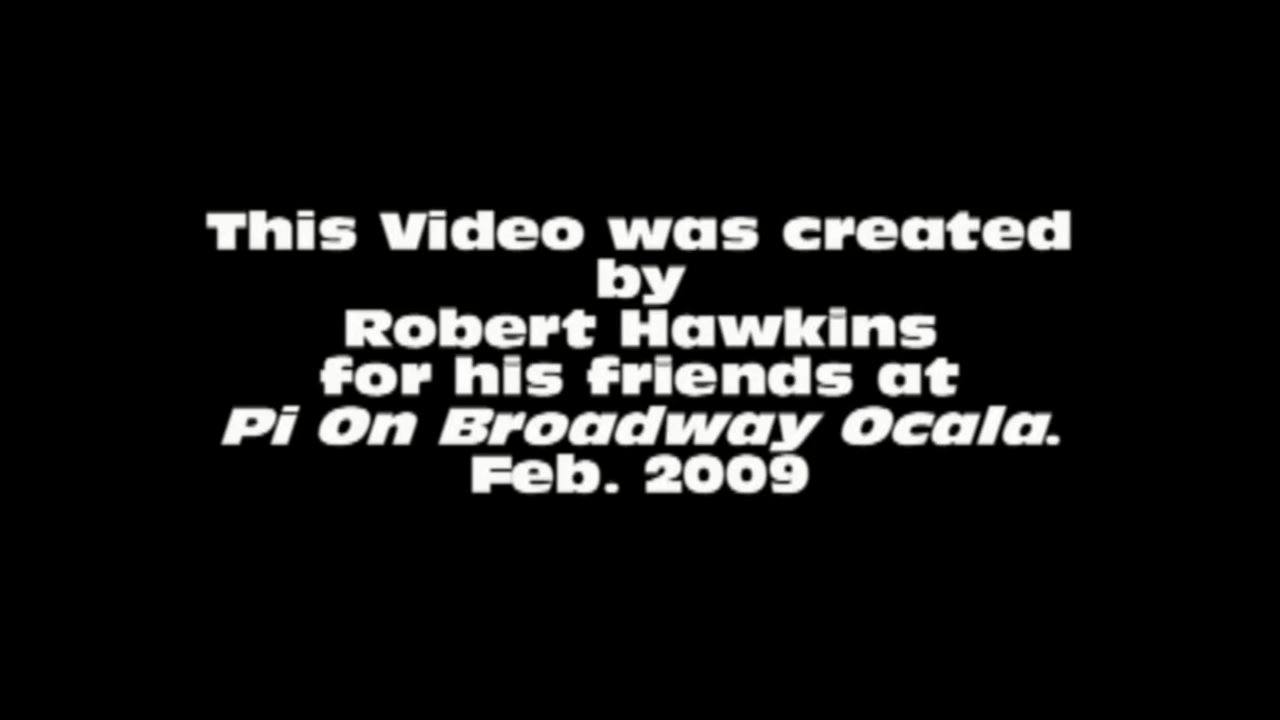 This Video was created
by
Robert Hawkins
for his friends at
Pi On Broadway Ocala.
Feb. 2009